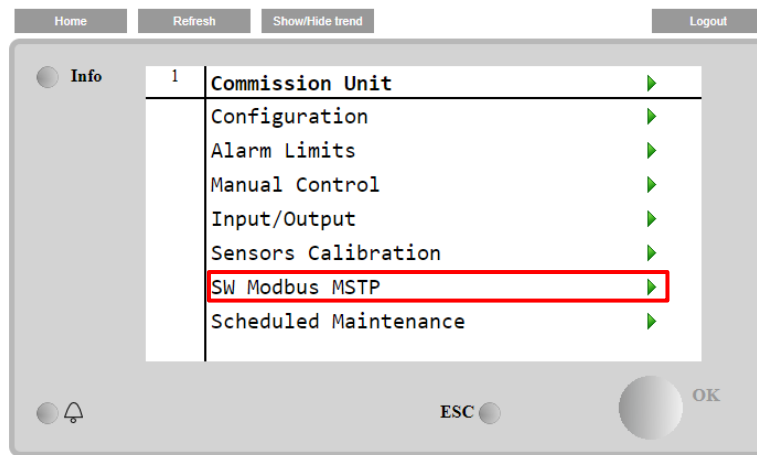 Home Refresh Show/Hide trend Logout
Info
1 Commission Unit
Configuration
Alarm Limits
Manual Control
Input/Output
Sensors Calibration
SW Modbus MSTP
Scheduled Maintenance
ESC OK